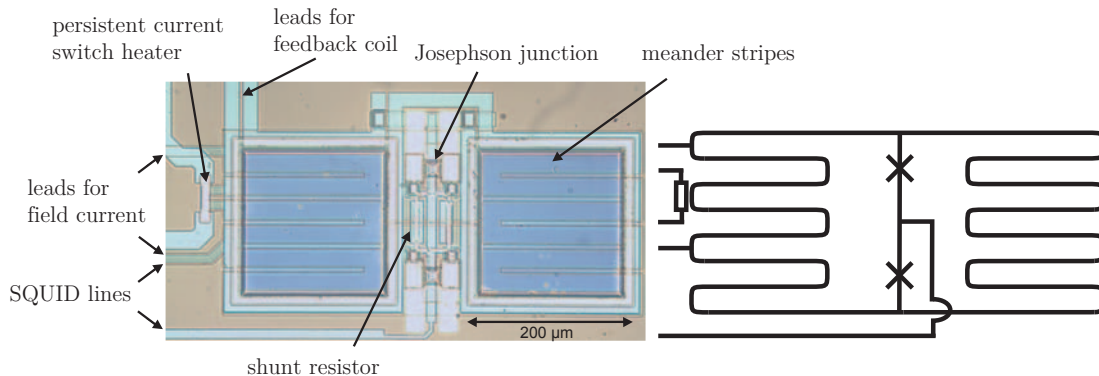 persistent current
switch heater
leads for
feedback coil
Josephson junction
meander stripes
leads for
field current
SQUID lines
200 µm
shunt resistor